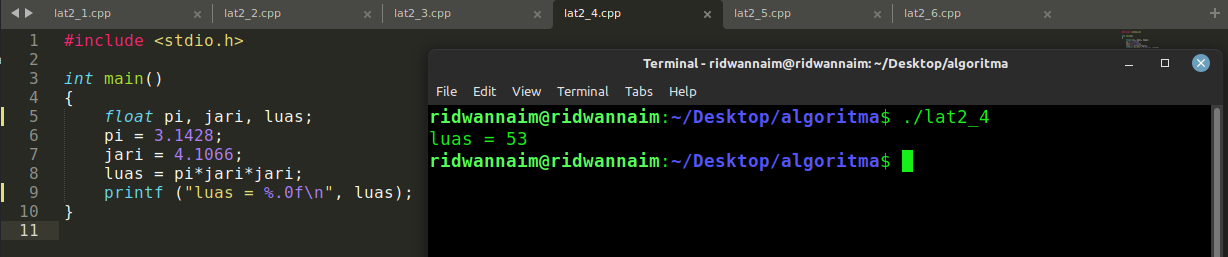 lat2_1.cpp lat2_2.cpp lat2_3.cpp lat2_4.cpp lat2_5.cpp lat2_6.cpp
1 #include <stdio.h>
2
3 int main()
4 {
5 float pi, jari, luas;
6 pi = 3.1428;
7 jari = 4.1066;
8 luas = pi*jari*jari;
9 printf ("luas = %.0f\n", luas);
10 }
11
Terminal - ridwannaim@ridwannaim: ~/Desktop/algoritma
File Edit View Terminal Tabs Help
ridwannaim@ridwannaim:~/Desktop/algoritma$ ./lat2_4
luas = 53
ridwannaim@ridwannaim:~/Desktop/algoritma$